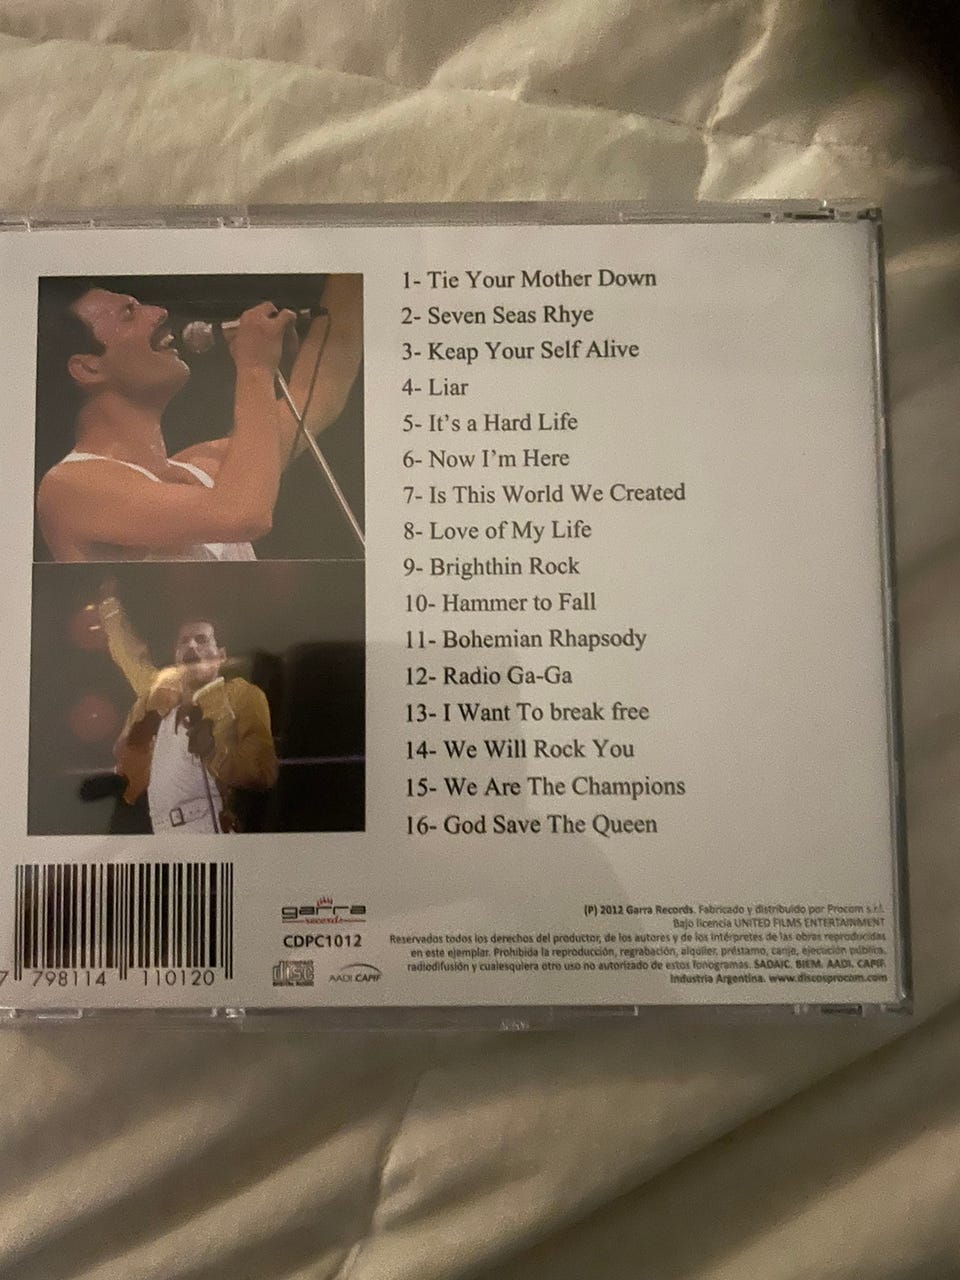 1- Tie Your Mother Down
2- Seven Seas Rhye
3- Keap Your Self Alive
4- Liar
5- It's a Hard Life
6- Now I'm Here
7- Is This World We Created
8- Love of My Life
9- Brighthin Rock
10- Hammer to Fall
11- Bohemian Rhapsody
12- Radio Ga-Ga
13- I Want To break free
14- We Will Rock You
15- We Are The Champions
16- God Save The Queen
7 798114 110120
garra
records
CDPC1012
disc
DIGITAL AUDIO
AADI CAPIF
(P) 2012 Garra Records. Fabricado y distribuido por Procom s.r.l.
Bajo licencia UNITED FILMS ENTERTAINMENT
Reservados todos los derechos del productor, de los autores y de los intérpretes de las obras reproducidas
en este ejemplar. Prohibida la reproducción, regrabación, alquiler, préstamo, canje, ejecución pública,
radiodifusión y cualesquiera otro uso no autorizado de estos fonogramas. SADAIC. BIEM. AADI. CAPIF.
Industria Argentina. www.discosprocom.com